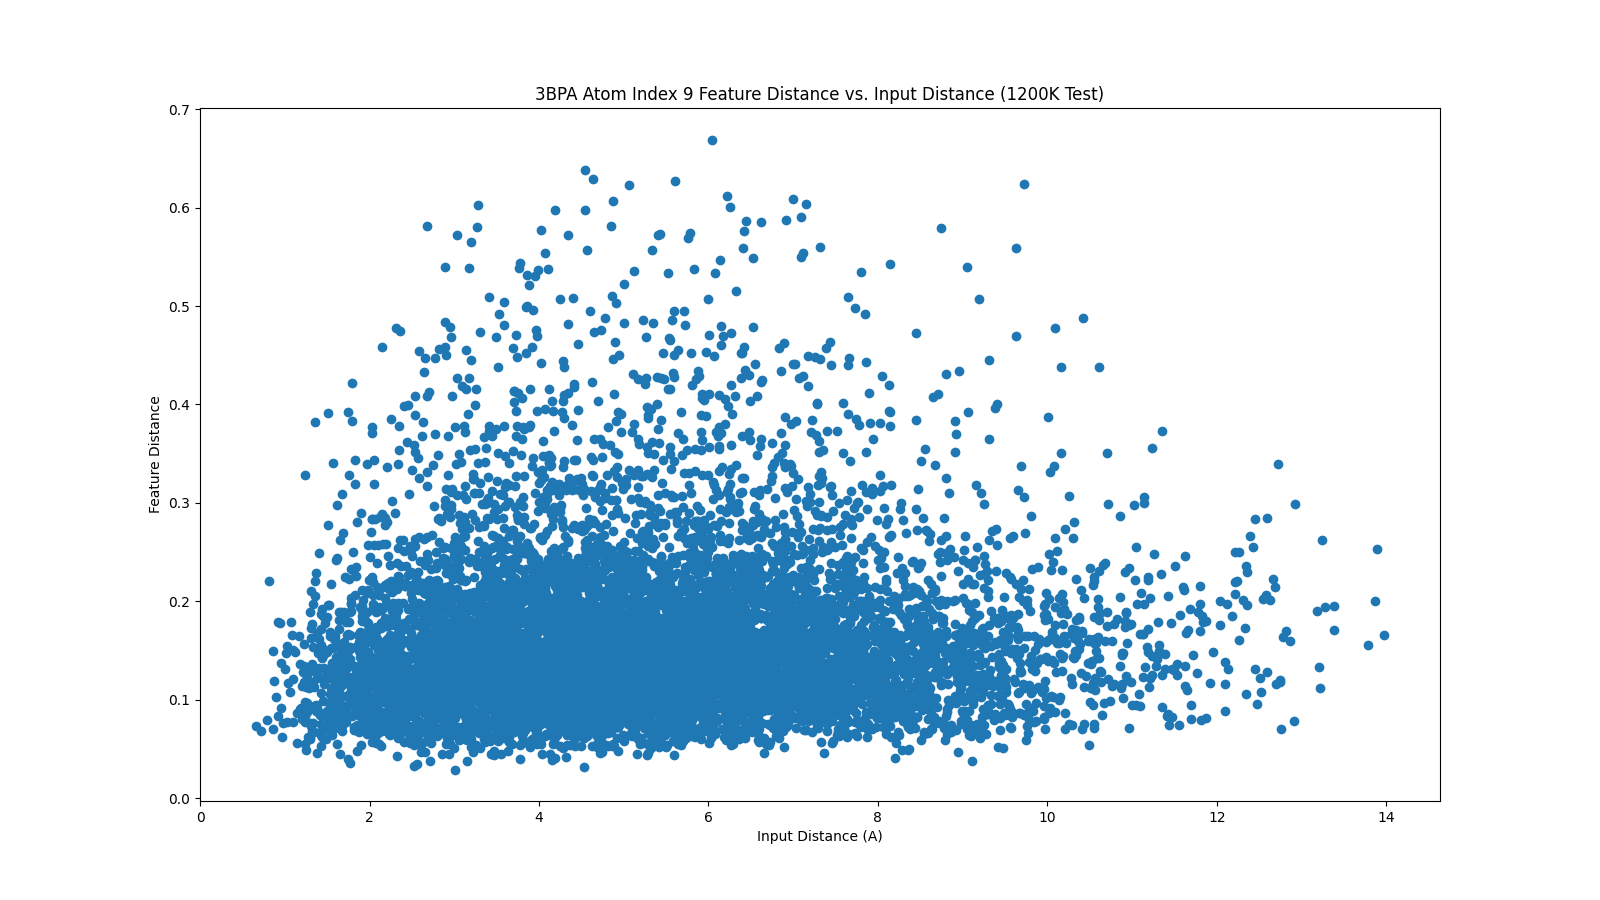 3BPA Atom Index 9 Feature Distance vs. Input Distance (1200K Test)
0.7
0.6
0.5
0.4
0.3
0.2
0.1
0.0
Feature Distance
0 2 4 6 8 10 12 14
Input Distance (A)